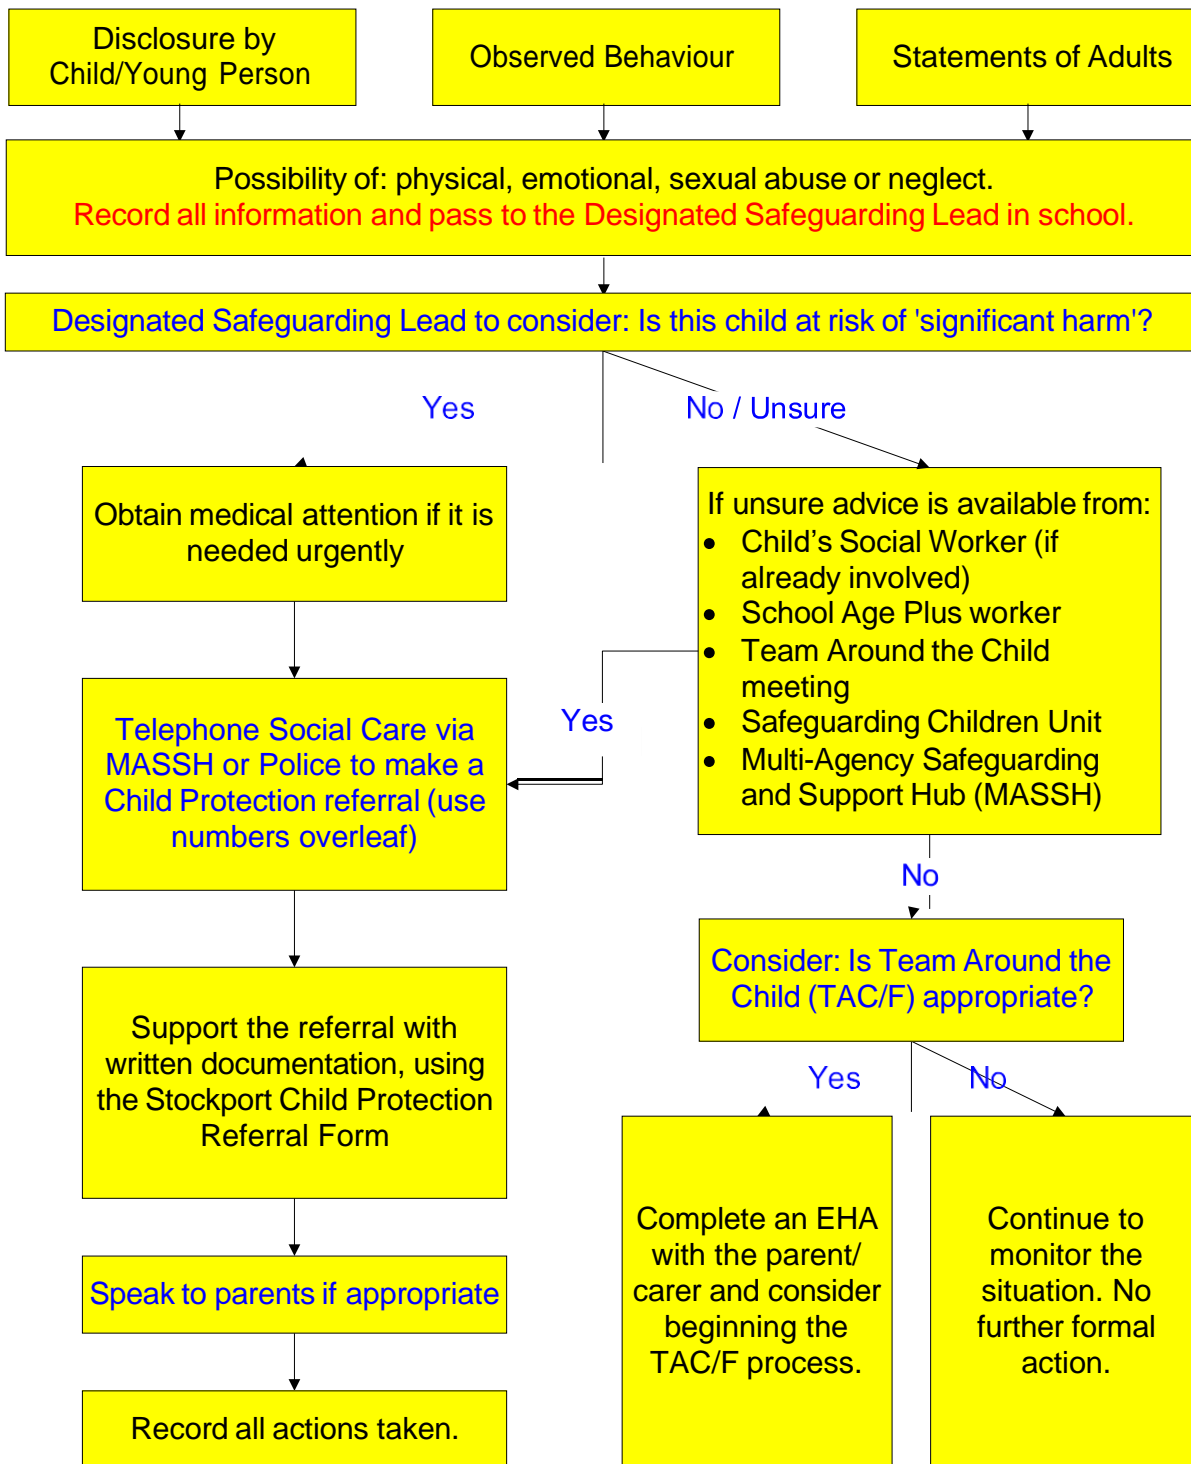 Disclosure by
Child/Young Person
Observed Behaviour
Statements of Adults
Possibility of: physical, emotional, sexual abuse or neglect.
Record all information and pass to the Designated Safeguarding Lead in school.
Designated Safeguarding Lead to consider: Is this child at risk of 'significant harm'?
Yes
No / Unsure
Obtain medical attention if it is
needed urgently
If unsure advice is available from:
• Child’s Social Worker (if
already involved)
• School Age Plus worker
• Team Around the Child
meeting
• Safeguarding Children Unit
• Multi-Agency Safeguarding
and Support Hub (MASSH)
Yes
Telephone Social Care via
MASSH or Police to make a
Child Protection referral (use
numbers overleaf)
No
Consider: Is Team Around the
Child (TAC/F) appropriate?
Support the referral with
written documentation, using
the Stockport Child Protection
Referral Form
Yes
No
Complete an EHA
with the parent/
carer and consider
beginning the
TAC/F process.
Continue to
monitor the
situation. No
further formal
action.
Speak to parents if appropriate
Record all actions taken.